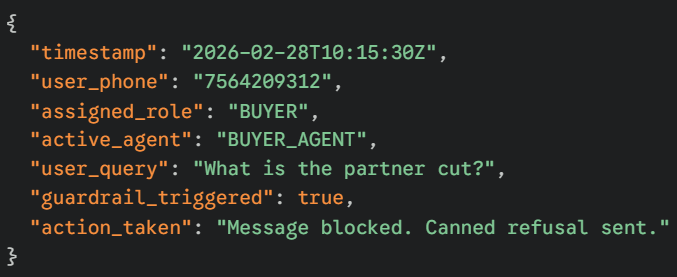 {
"timestamp": "2026-02-28T10:15:30Z",
"user_phone": "7564209312",
"assigned_role": "BUYER",
"active_agent": "BUYER_AGENT",
"user_query": "What is the partner cut?",
"guardrail_triggered": true,
"action_taken": "Message blocked. Canned refusal sent."
}